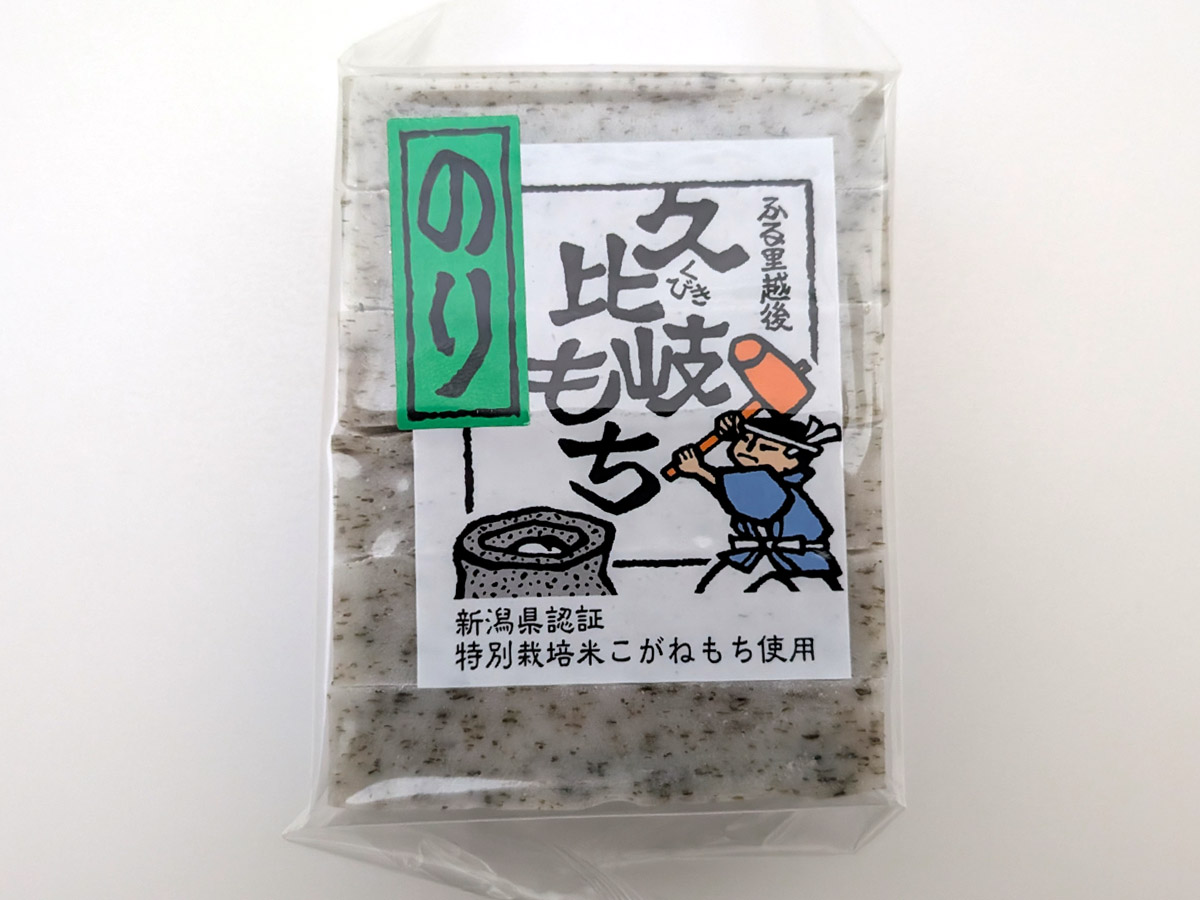 のり
ふる里越後
久比岐もち
くびき
新潟県認証
特別栽培米こがねもち使用